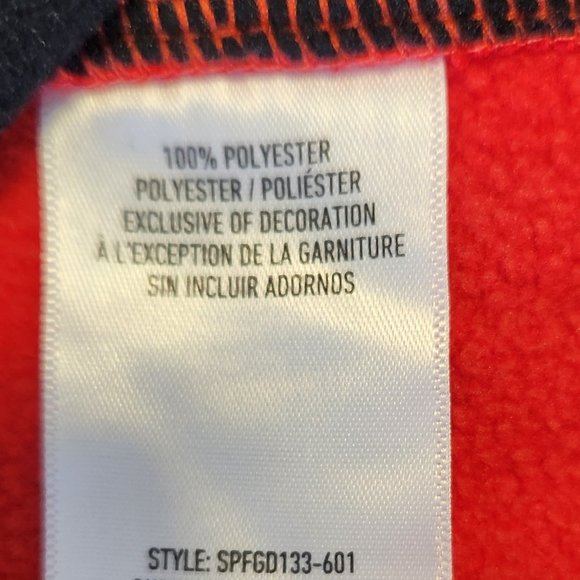 100% POLYESTER
POLYESTER / POLIÉSTER
EXCLUSIVE OF DECORATION
À L'EXCEPTION DE LA GARNITURE
SIN INCLUIR ADORNOS
STYLE: SPFGD133-601